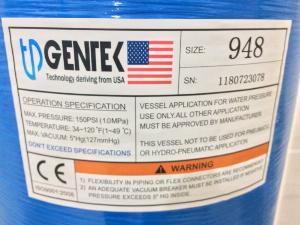 GENTEK
Technology deriving from USA
SIZE: 948
SN: 1180723078
OPERATION SPECIFICATION:
MAX. PRESSURE: 150PSI (1.0MPa)
TEMPERATURE: 34~120°F(1~49°C)
MAX. VACUUM: 5"Hg(127mmHg)
DON'T EXCEED SPECIFICATIONS
VESSEL APPLICATION FOR WATER PRESSURE
USE ONLY.ALL OTHER APPLICATION
MUST BE APPROVED BY MANUFACTURER.
THIS VESSEL NOT TO BE USED PNEUMATIC
or HYDRO-PNEUMATIC APPLICATION.
CE
ISO9001:2008
WARNING
1) FLEXIBILITY IN PIPING OR FLEX CONNECTORS ARE RECOMMENDED
2) AN ADEQUATE VACUUM BREAKER MUST BE INSTALLED IF NEGATIVE
PRESSURE EXCEEDS 5" HG INSIDE